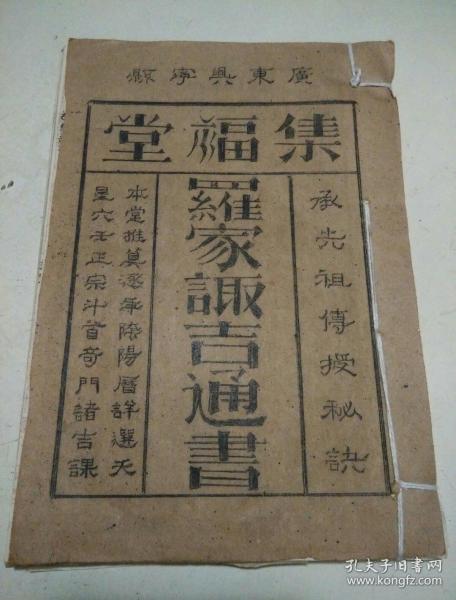 廣東興寧縣
集福堂
承先祖傳授秘訣
羅家諏吉通書
本堂推算逐年陰陽曆詳選天
星六壬正宗斗首奇門諸吉課
孔夫子旧书网
www.kongfz.com